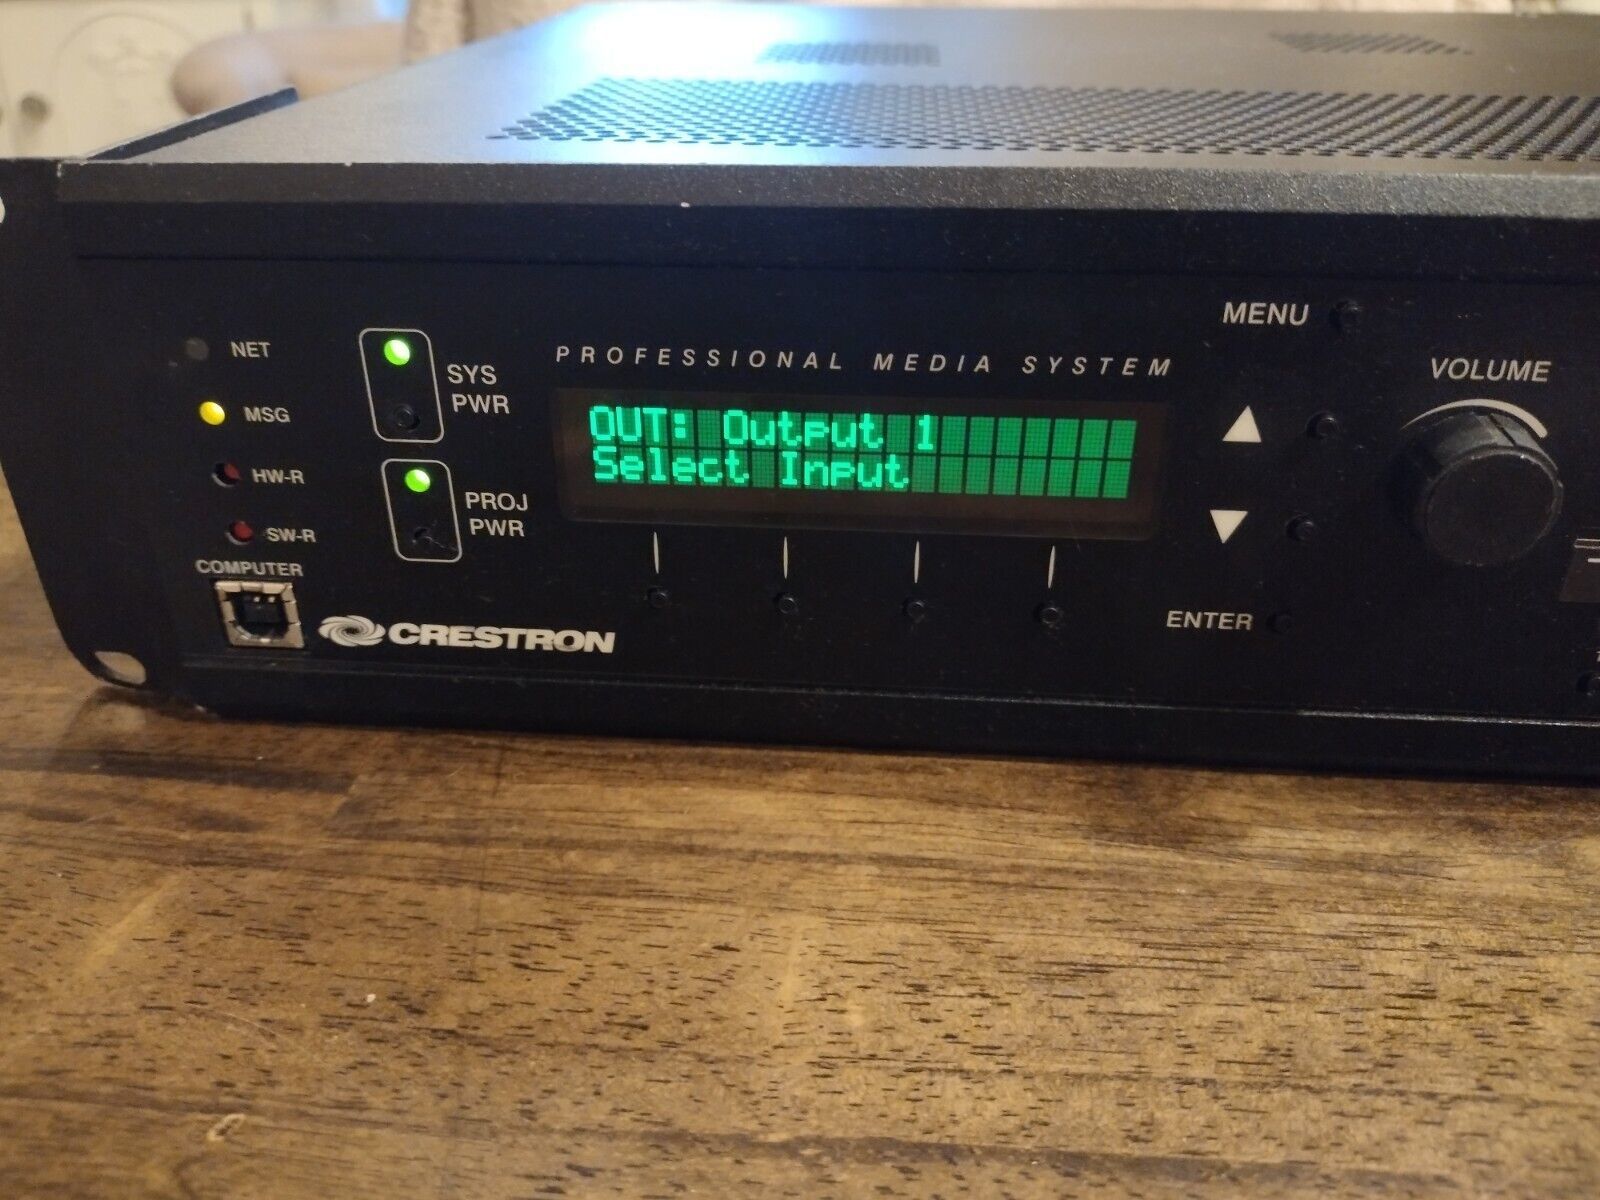 NET
MSG
HW-R
SW-R
COMPUTER
SYS
PWR
PROJ
PWR
CRESTRON
PROFESSIONAL MEDIA SYSTEM
OUT: Output 1
Select Input
MENU
ENTER
VOLUME